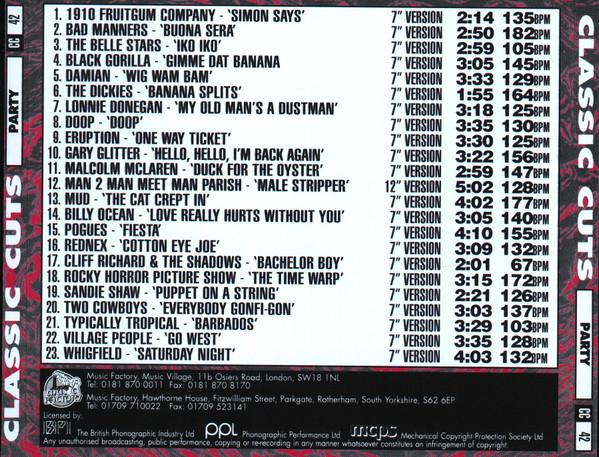 1. 1910 FRUITGUM COMPANY - 'SIMON SAYS' 7" VERSION 2:14 135BPM
2. BAD MANNERS - 'BUONA SERA' 7" VERSION 2:50 182BPM
3. THE BELLE STARS - 'IKO IKO' 7" VERSION 2:59 105BPM
4. BLACK GORILLA - 'GIMME DAT BANANA 7" VERSION 3:05 145BPM
5. DAMIAN - 'WIG WAM BAM' 7" VERSION 3:33 129BPM
6. THE DICKIES - 'BANANA SPLITS' 7" VERSION 1:55 164BPM
7. LONNIE DONEGAN - 'MY OLD MAN'S A DUSTMAN' 7" VERSION 3:18 125BPM
8. DOOP - 'DOOP' 7" VERSION 3:35 130BPM
9. ERUPTION - 'ONE WAY TICKET' 7" VERSION 3:30 125BPM
10. GARY GLITTER - 'HELLO, HELLO, I'M BACK AGAIN' 7" VERSION 3:22 156BPM
11. MALCOLM MCLAREN - 'DUCK FOR THE OYSTER' 7" VERSION 2:59 147BPM
12. MAN 2 MAN MEET MAN PARISH - 'MALE STRIPPER' 12" VERSION 5:02 128BPM
13. MUD - 'THE CAT CREPT IN' 7" VERSION 4:02 177BPM
14. BILLY OCEAN - 'LOVE REALLY HURTS WITHOUT YOU' 7" VERSION 3:05 140BPM
15. POGUES - 'FIESTA' 7" VERSION 4:10 155BPM
16. REDNEX - 'COTTON EYE JOE' 7" VERSION 3:09 132BPM
17. CLIFF RICHARD & THE SHADOWS - 'BACHELOR BOY' 7" VERSION 2:01 67BPM
18. ROCKY HORROR PICTURE SHOW - 'THE TIME WARP' 7" VERSION 3:15 172BPM
19. SANDIE SHAW - 'PUPPET ON A STRING' 7" VERSION 2:21 126BPM
20. TWO COWBOYS - 'EVERYBODY GONFI-GON' 7" VERSION 3:03 137BPM
21. TYPICALLY TROPICAL - 'BARBADOS' 7" VERSION 3:29 103BPM
22. VILLAGE PEOPLE - 'GO WEST' 7" VERSION 3:35 128BPM
23. WHIGFIELD - 'SATURDAY NIGHT' 7" VERSION 4:03 132BPM
Music Factory, Music Village, 11b Osiers Road, London, SW18 1NL
Tel: 0181 870 0011 Fax: 0181 870 8170
Music Factory, Hawthorne House, Fitzwilliam Street, Parkgate, Rotherham, South Yorkshire, S62 6EP
Tel: 01709 710022 Fax: 01709 523141
Licensed by:
BPI The British Phonographic Industry Ltd PPL Phonographic Performance Ltd mcps Mechanical Copyright Protection Society Ltd
Any unauthorised broadcasting, public performance, copying or re-recording in any manner whatsoever constitutes an infringement of copyright.
CLASSIC CUTS PARTY CC 42
CLASSIC CUTS PARTY CC 42